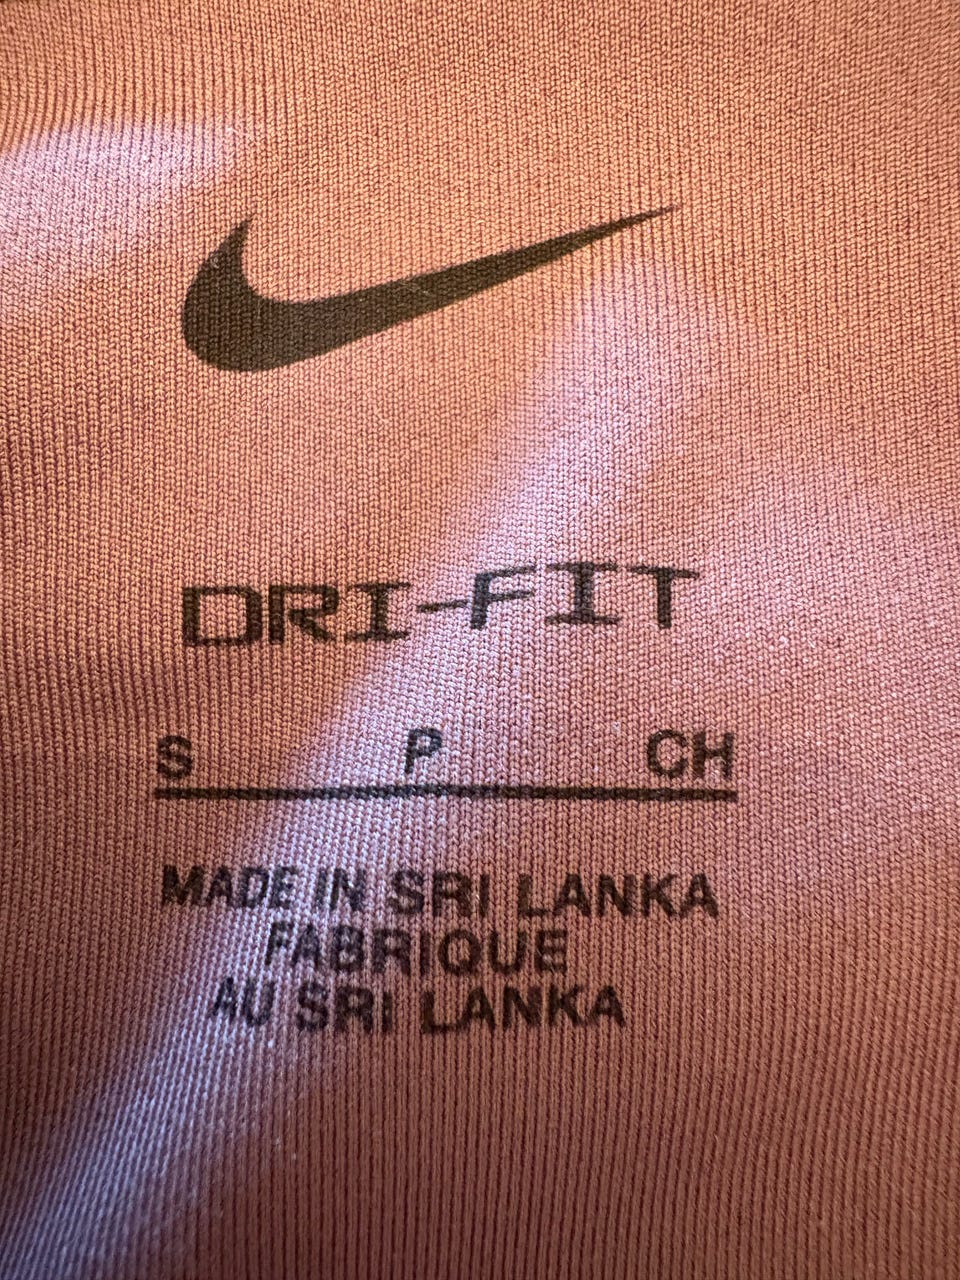 DRI-FIT
S P CH
MADE IN SRI LANKA
FABRIQUE
AU SRI LANKA